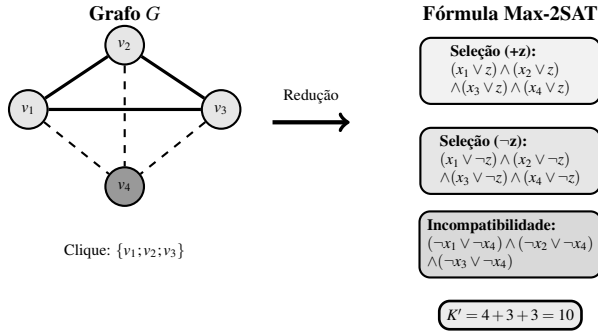 Grafo G
v₂
v₁
v₃
v₄
Clique: {v₁;v₂;v₃}
Redução
Fórmula Max-2SAT
Seleção (+z):
(x₁ ∨ z) ∧ (x₂ ∨ z)
∧(x₃ ∨ z) ∧ (x₄ ∨ z)
Seleção (¬z):
(x₁ ∨ ¬z) ∧ (x₂ ∨ ¬z)
∧(x₃ ∨ ¬z) ∧ (x₄ ∨ ¬z)
Incompatibilidade:
(¬x₁ ∨ ¬x₄) ∧ (¬x₂ ∨ ¬x₄)
∧(¬x₃ ∨ ¬x₄)
K′ = 4 + 3 + 3 = 10